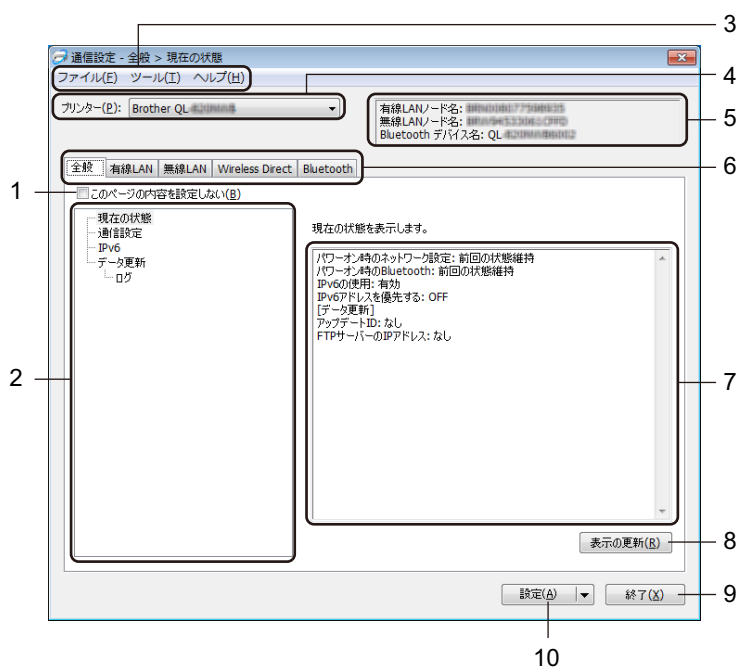 3
通信設定 - 全般 > 現在の状態
ファイル(F) ツール(T) ヘルプ(H)
4
プリンター(P): Brother QL-
有線LANノード名:
無線LANノード名:
Bluetooth デバイス名: QL-
5
全般 有線LAN 無線LAN Wireless Direct Bluetooth
6
1
このページの内容を設定しない(B)
現在の状態
通信設定
IPv6
データ更新
ログ
2
現在の状態を表示します。
パワーオン時のネットワーク設定: 前回の状態維持
パワーオン時のBluetooth: 前回の状態維持
IPv6の使用: 有効
IPv6アドレスを優先する: OFF
[データ更新]
アップデートID: なし
FTPサーバーのIPアドレス: なし
7
表示の更新(R)
8
設定(A) 終了(X)
9
10